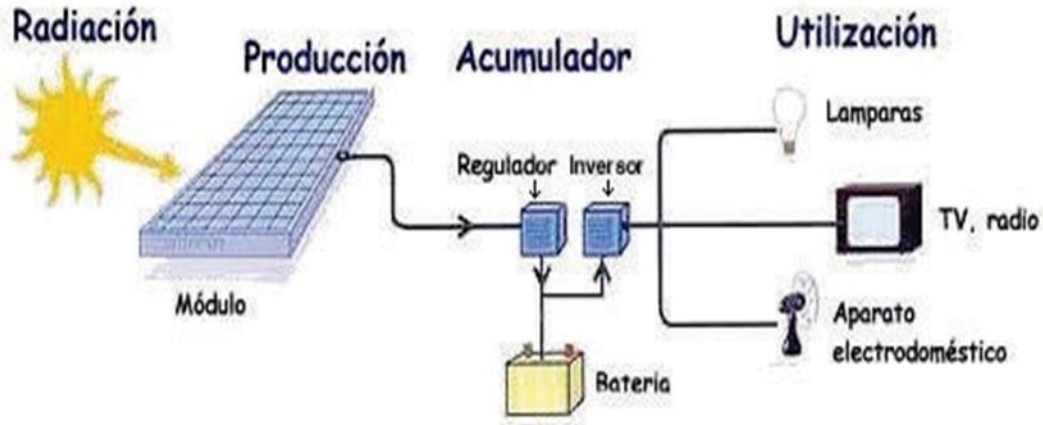 Radiación
Producción
Acumulador
Utilización
Lamparas
Regulador
Inversor
TV, radio
Módulo
Aparato
electrodoméstico
Bateria